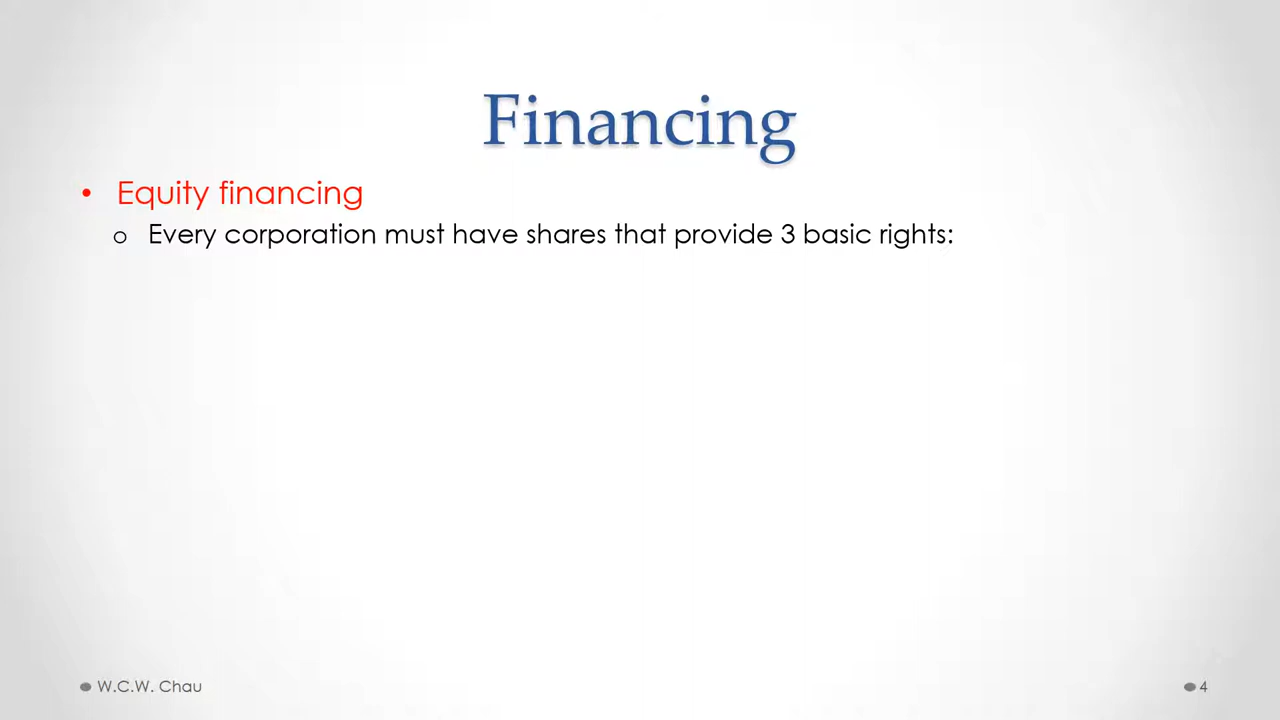 Financing
• Equity financing
o Every corporation must have shares that provide 3 basic rights:
W.C.W. Chau
4